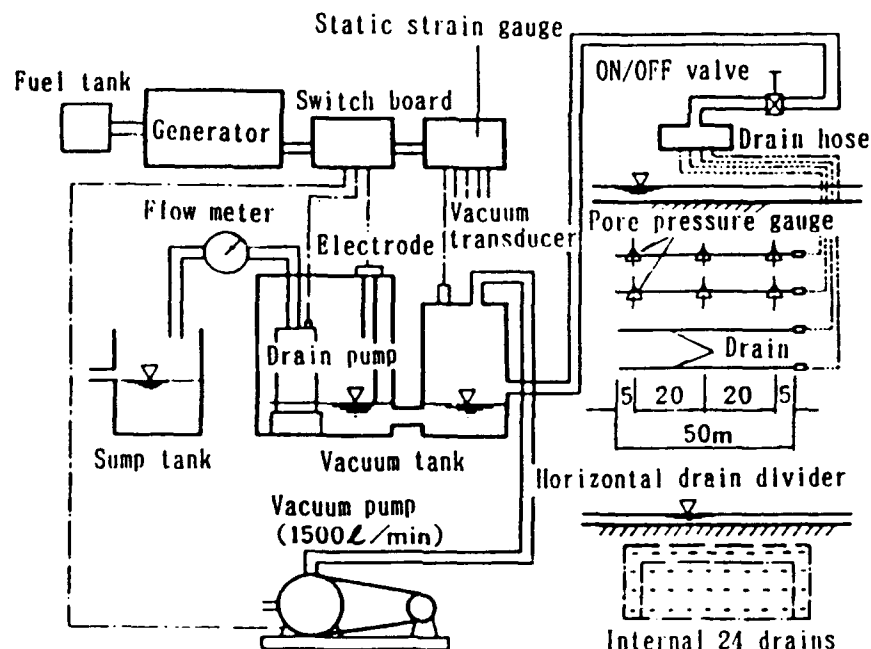 Static strain gauge
ON/OFF valve
Fuel tank
Switch board
Generator
Drain hose
Flow meter
Vacuum
transducer
Pore pressure gauge
Electrode
Drain pump
Drain
5 20 20 5
50m
Sump tank
Vacuum tank
Horizontal drain divider
Vacuum pump
(1500ℓ/min)
Internal 24 drains